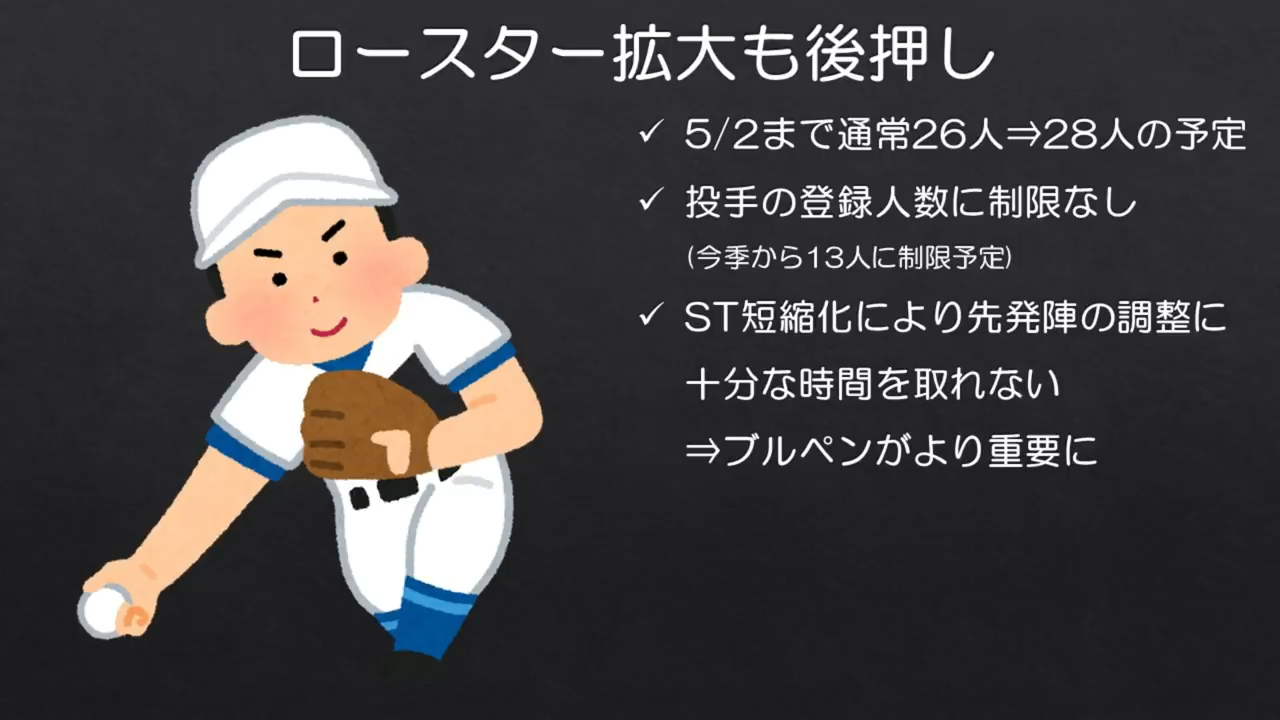 ロースター拡大も後押し
✓ 5/2まで通常26人⇒28人の予定
✓ 投手の登録人数に制限なし
(今季から13人に制限予定)
✓ ST短縮化により先発陣の調整に
十分な時間を取れない
⇒ブルペンがより重要に